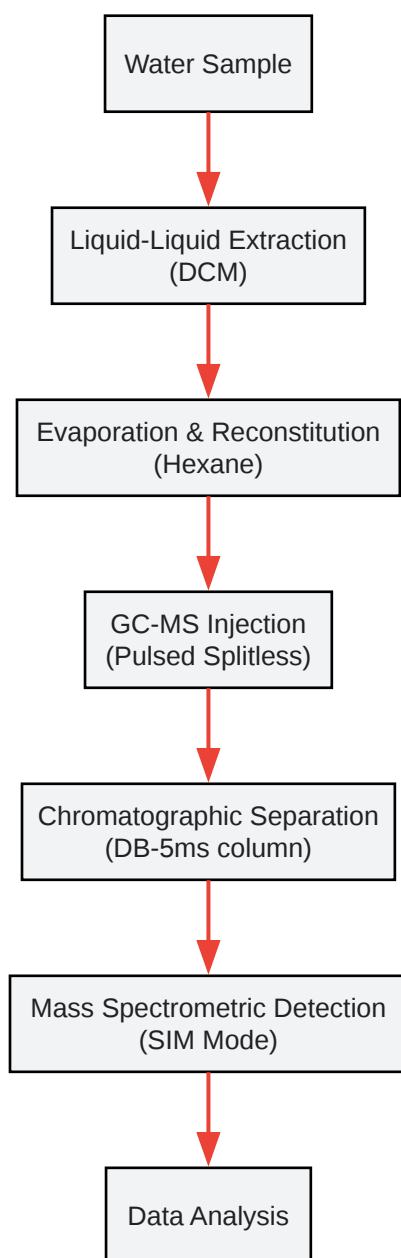 Water Sample
Liquid-Liquid Extraction
(DCM)
Evaporation & Reconstitution
(Hexane)
GC-MS Injection
(Pulsed Splitless)
Chromatographic Separation
(DB-5ms column)
Mass Spectrometric Detection
(SIM Mode)
Data Analysis